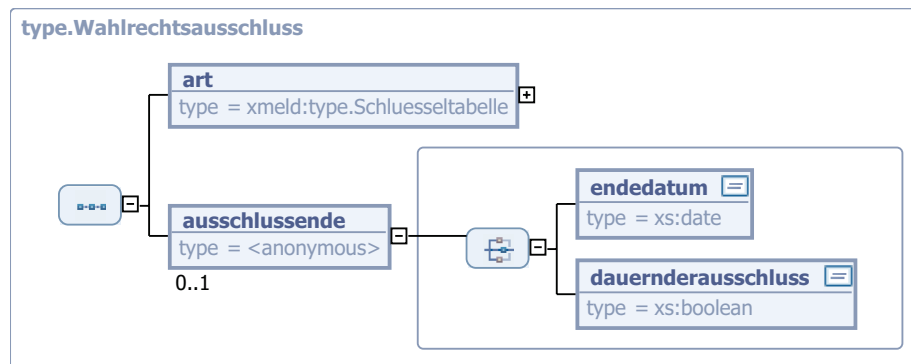 type.Wahlrechtsausschluss
art
type = xmeld:type.Schluesseltabelle
ausschlussende
type = <anonymous>
0..1
endedatum
type = xs:date
dauernderausschluss
type = xs:boolean